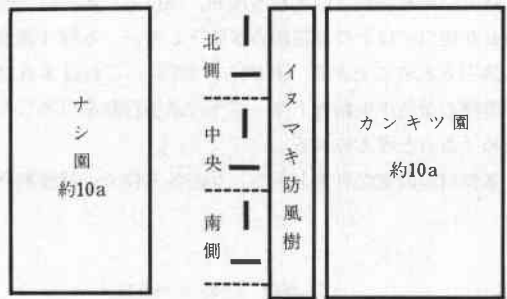 ナシ園
約10a
北側
中央
南側
イヌマキ防風樹
カンキツ園
約10a